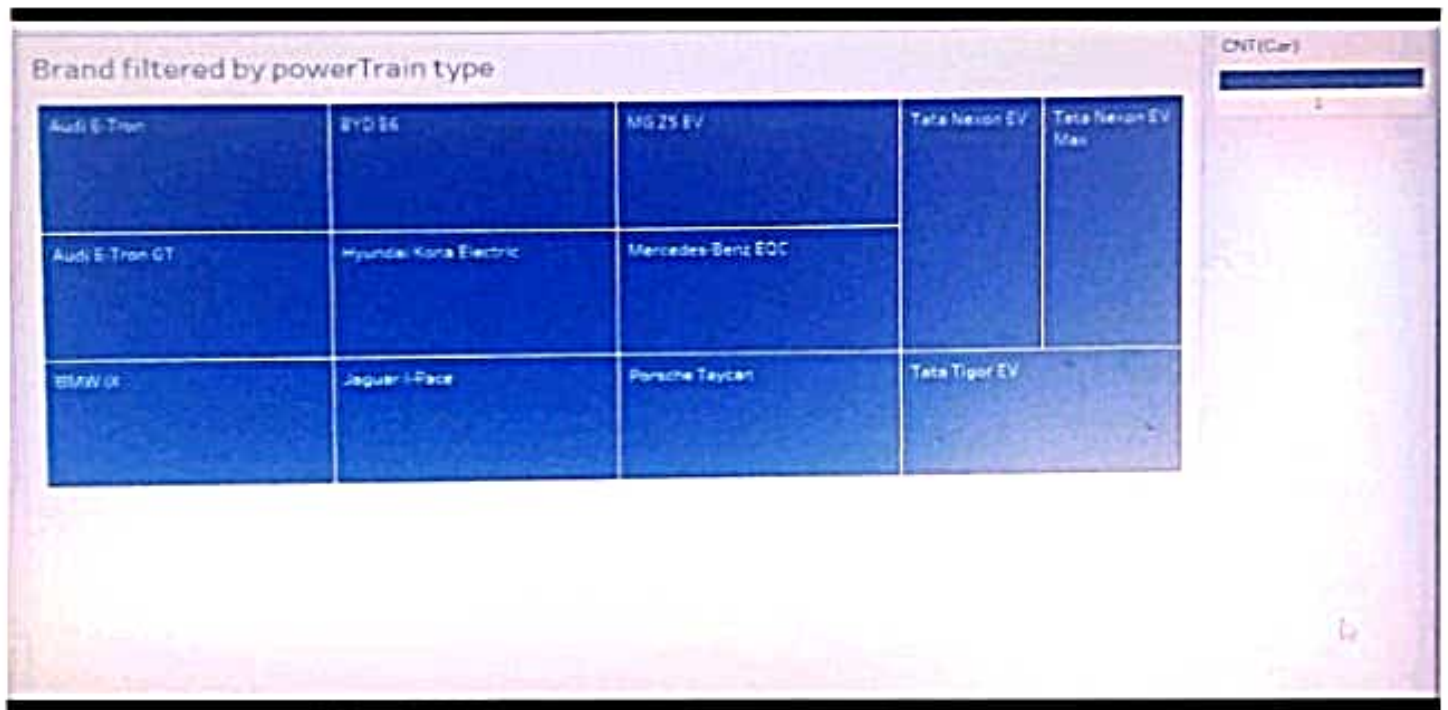 CNT(Car)
Brand filtered by powerTrain type
1
Audi E-Tron
BYD E6
MG ZS EV
Tata Nexon EV
Tata Nexon EV
Max
Audi E-Tron GT
Hyundai Kona Electric
Mercedes-Benz EQC
BMW iX
Jaguar I-Pace
Porsche Taycan
Tata Tigor EV